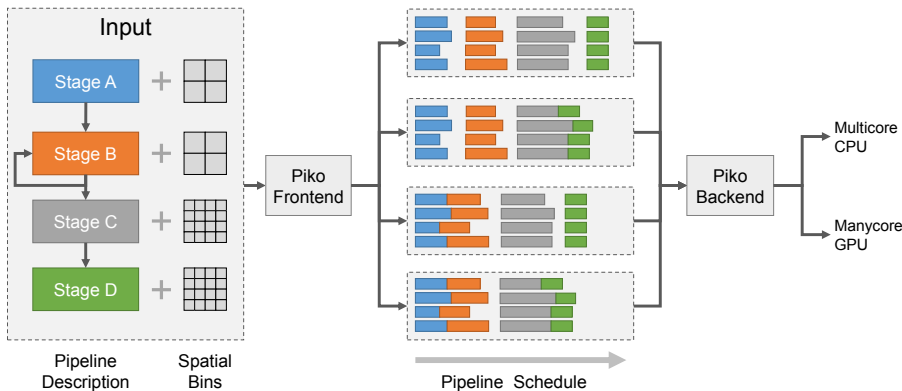 Input
Stage A
Stage B
Stage C
Stage D
Pipeline
Description
Spatial
Bins
Piko
Frontend
Pipeline Schedule
Piko
Backend
Multicore
CPU
Manycore
GPU